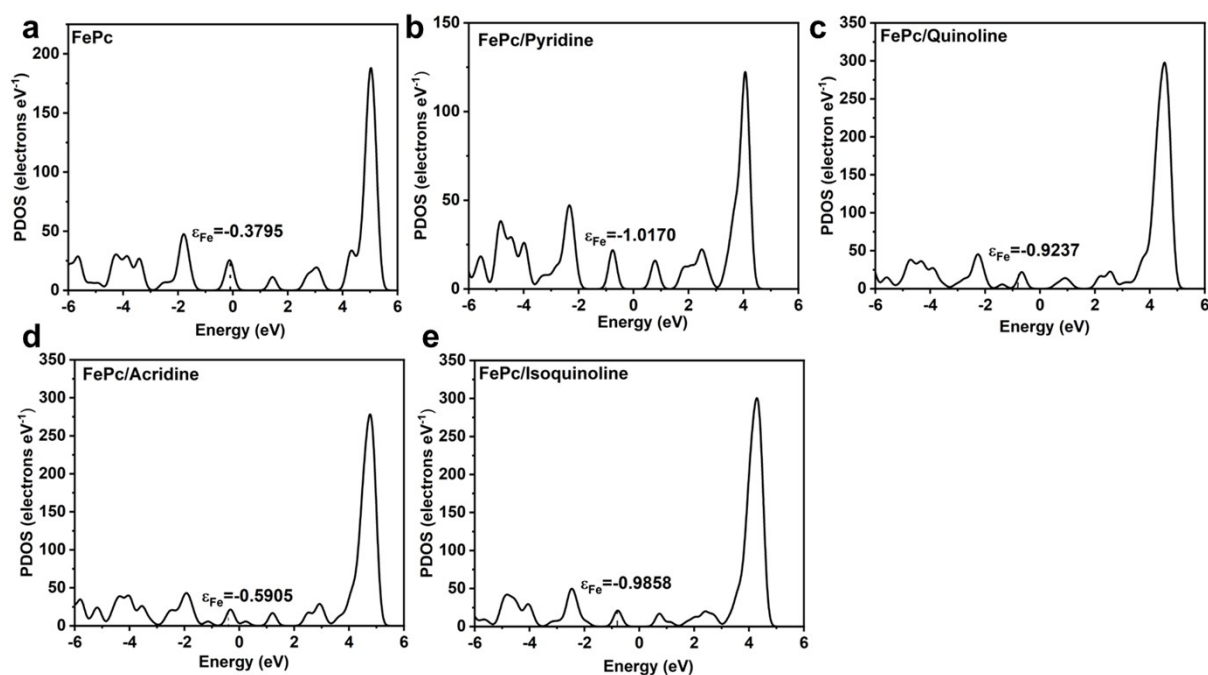 a
FePc
PDOS (electrons eV⁻¹)
200
150
100
50
0
εFe=-0.3795
-6 -4 -2 0 2 4 6
Energy (eV)
b
FePc/Pyridine
PDOS (electrons eV⁻¹)
150
100
50
0
εFe=-1.0170
-6 -4 -2 0 2 4 6
Energy (eV)
c
FePc/Quinoline
PDOS (electron eV⁻¹)
350
300
250
200
150
100
50
0
εFe=-0.9237
-6 -4 -2 0 2 4 6
Energy (eV)
d
FePc/Acridine
PDOS (electrons eV⁻¹)
350
300
250
200
150
100
50
0
εFe=-0.5905
-6 -4 -2 0 2 4 6
Energy (eV)
e
FePc/Isoquinoline
PDOS (electrons eV⁻¹)
350
300
250
200
150
100
50
0
εFe=-0.9858
-6 -4 -2 0 2 4 6
Energy (eV)